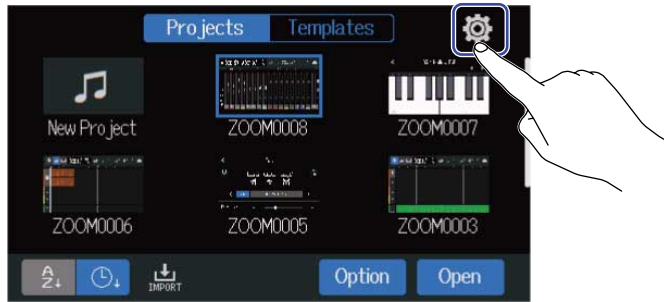 Projects Templates
New Project ZOOM0008 ZOOM0007
ZOOM0006 ZOOM0005 ZOOM0003
A
Z↓ IMPORT Option Open